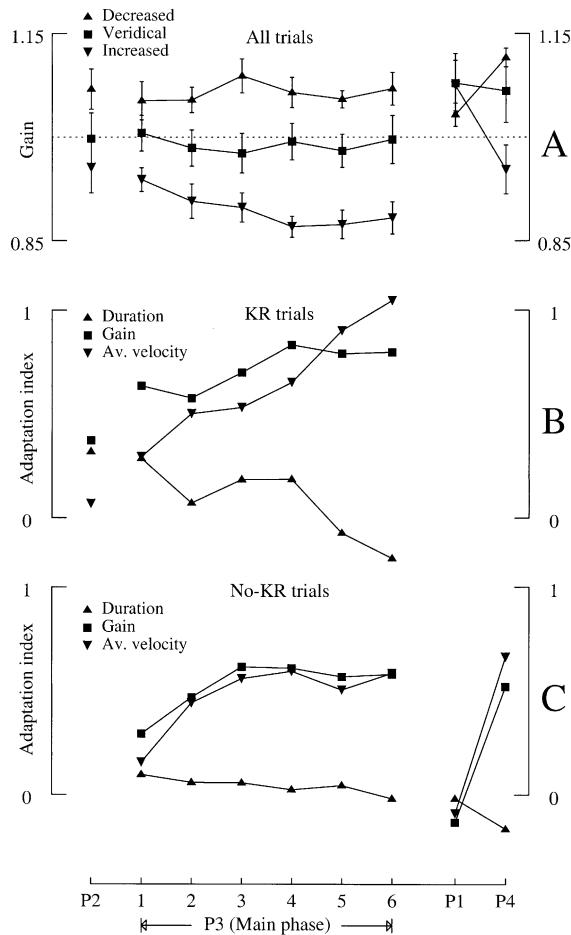 ▲ Decreased
1.15 ■ Veridical All trials 1.15
▼ Increased
Gain
A
0.85 0.85
1 ▲ Duration KR trials 1
■ Gain
▼ Av. velocity
Adaptation index
B
0 0
1 No-KR trials 1
▲ Duration
■ Gain
▼ Av. velocity
Adaptation index
C
0 0
P2 1 2 3 4 5 6 P1 P4
P3 (Main phase)